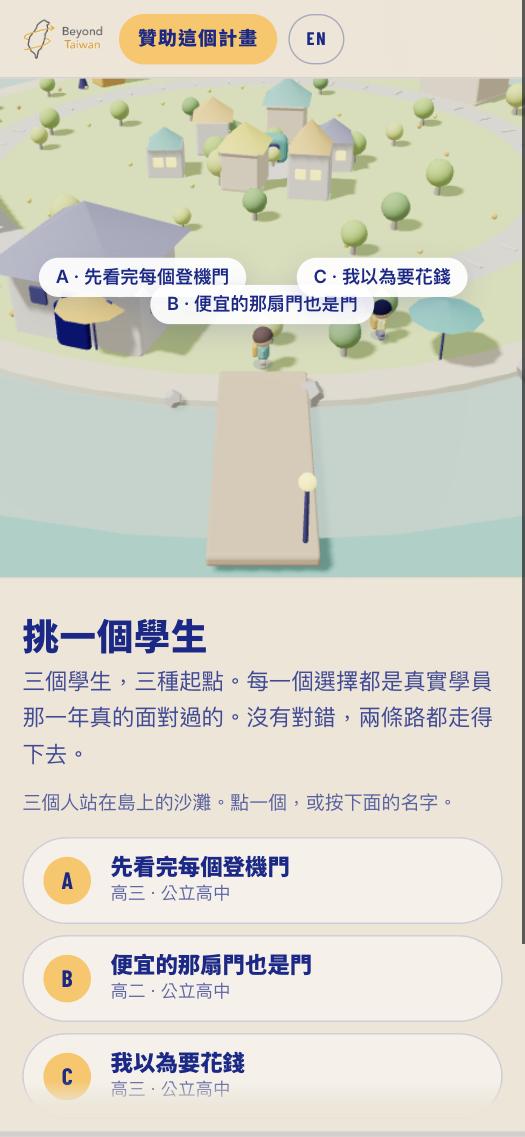 Beyond
Taiwan
贊助這個計畫
EN
A · 先看完每個登機門
C · 我以為要花錢
B · 便宜的那扇門也是門
挑一個學生
三個學生，三種起點。每一個選擇都是真實學員
那一年真的面對過的。沒有對錯，兩條路都走得
下去。
三個人站在島上的沙灘。點一個，或按下面的名字。
A
先看完每個登機門
高三 · 公立高中
B
便宜的那扇門也是門
高二 · 公立高中
C
我以為要花錢
高三 · 公立高中